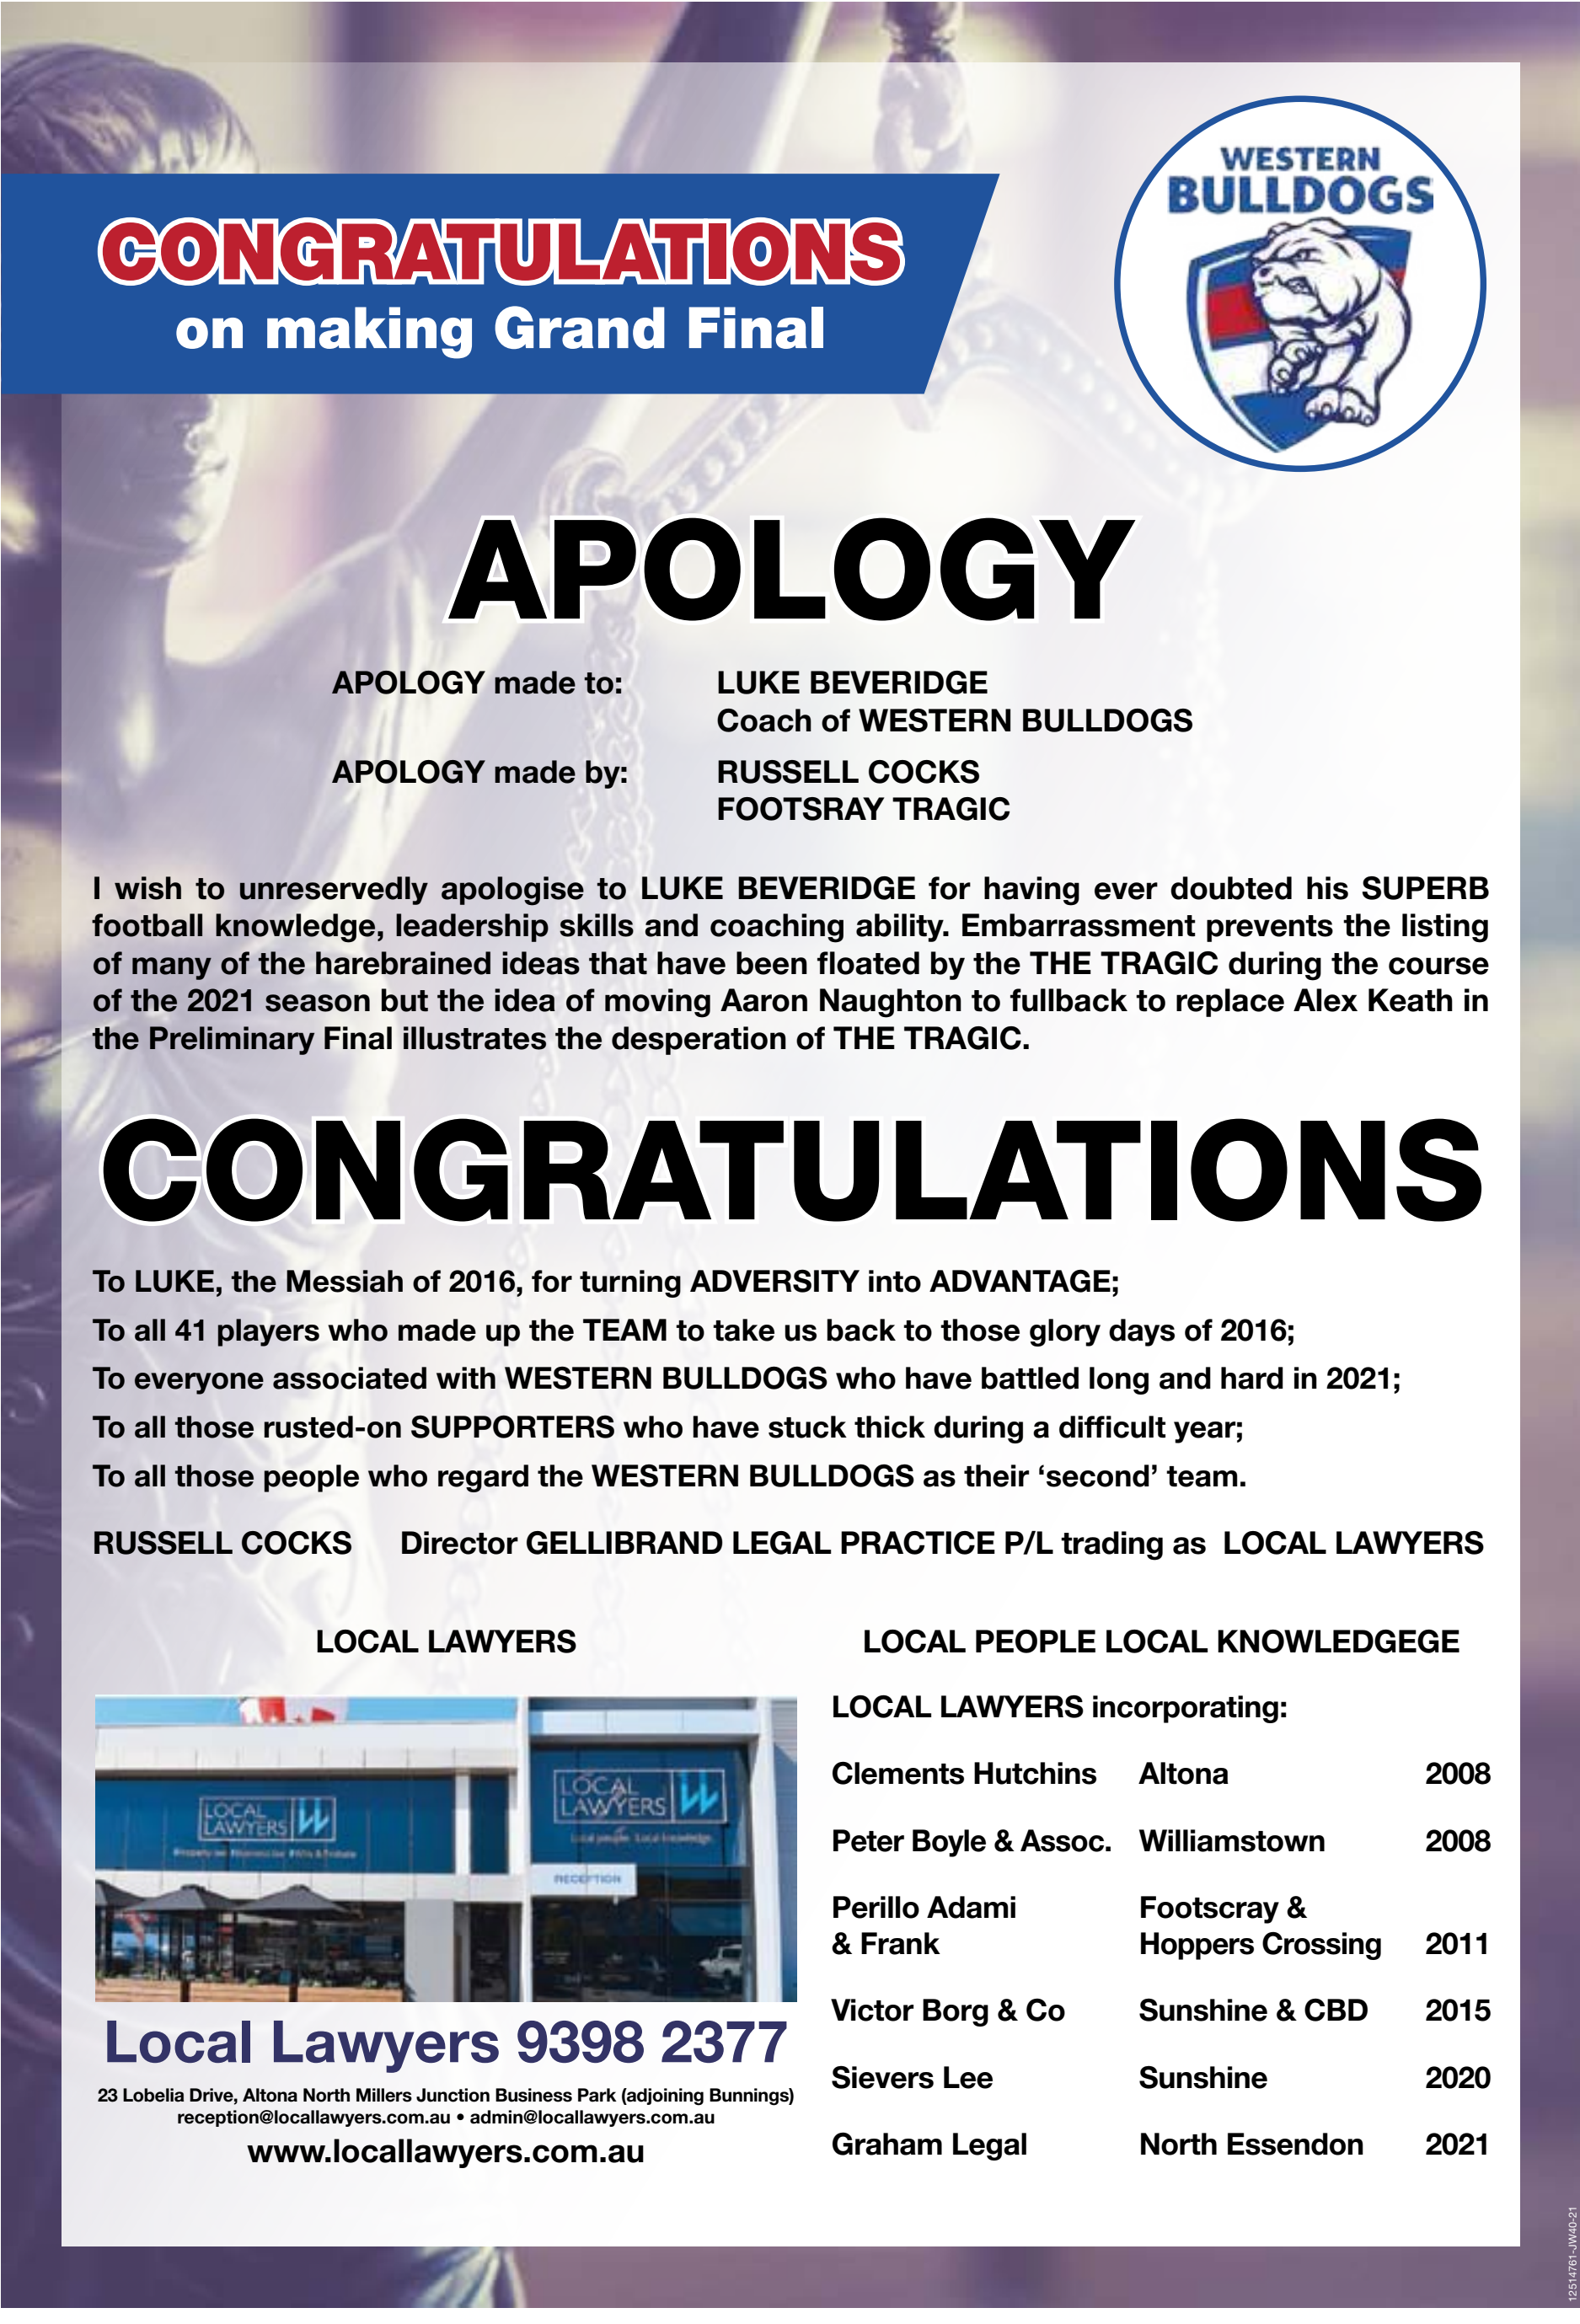 WESTERN
BULLDOGS
CONGRATULATIONS
on making Grand Final
APOLOGY
APOLOGY made to: LUKE BEVERIDGE
Coach of WESTERN BULLDOGS
APOLOGY made by: RUSSELL COCKS
FOOTSRAY TRAGIC
I wish to unreservedly apologise to LUKE BEVERIDGE for having ever doubted his SUPERB
football knowledge, leadership skills and coaching ability. Embarrassment prevents the listing
of many of the harebrained ideas that have been floated by the THE TRAGIC during the course
of the 2021 season but the idea of moving Aaron Naughton to fullback to replace Alex Keath in
the Preliminary Final illustrates the desperation of THE TRAGIC.
CONGRATULATIONS
To LUKE, the Messiah of 2016, for turning ADVERSITY into ADVANTAGE;
To all 41 players who made up the TEAM to take us back to those glory days of 2016;
To everyone associated with WESTERN BULLDOGS who have battled long and hard in 2021;
To all those rusted-on SUPPORTERS who have stuck thick during a difficult year;
To all those people who regard the WESTERN BULLDOGS as their ‘second’ team.
RUSSELL COCKS Director GELLIBRAND LEGAL PRACTICE P/L trading as LOCAL LAWYERS
LOCAL LAWYERS
LOCAL
LAWYERS
LOCAL
LAWYERS
Local people Local knowledge
RECEPTION
Local Lawyers 9398 2377
23 Lobelia Drive, Altona North Millers Junction Business Park (adjoining Bunnings)
reception@locallawyers.com.au • admin@locallawyers.com.au
www.locallawyers.com.au
LOCAL PEOPLE LOCAL KNOWLEDGEGE
LOCAL LAWYERS incorporating:
Clements Hutchins Altona 2008
Peter Boyle & Assoc. Williamstown 2008
Perillo Adami Footscray &
& Frank Hoppers Crossing 2011
Victor Borg & Co Sunshine & CBD 2015
Sievers Lee Sunshine 2020
Graham Legal North Essendon 2021
12514761-JW40-21